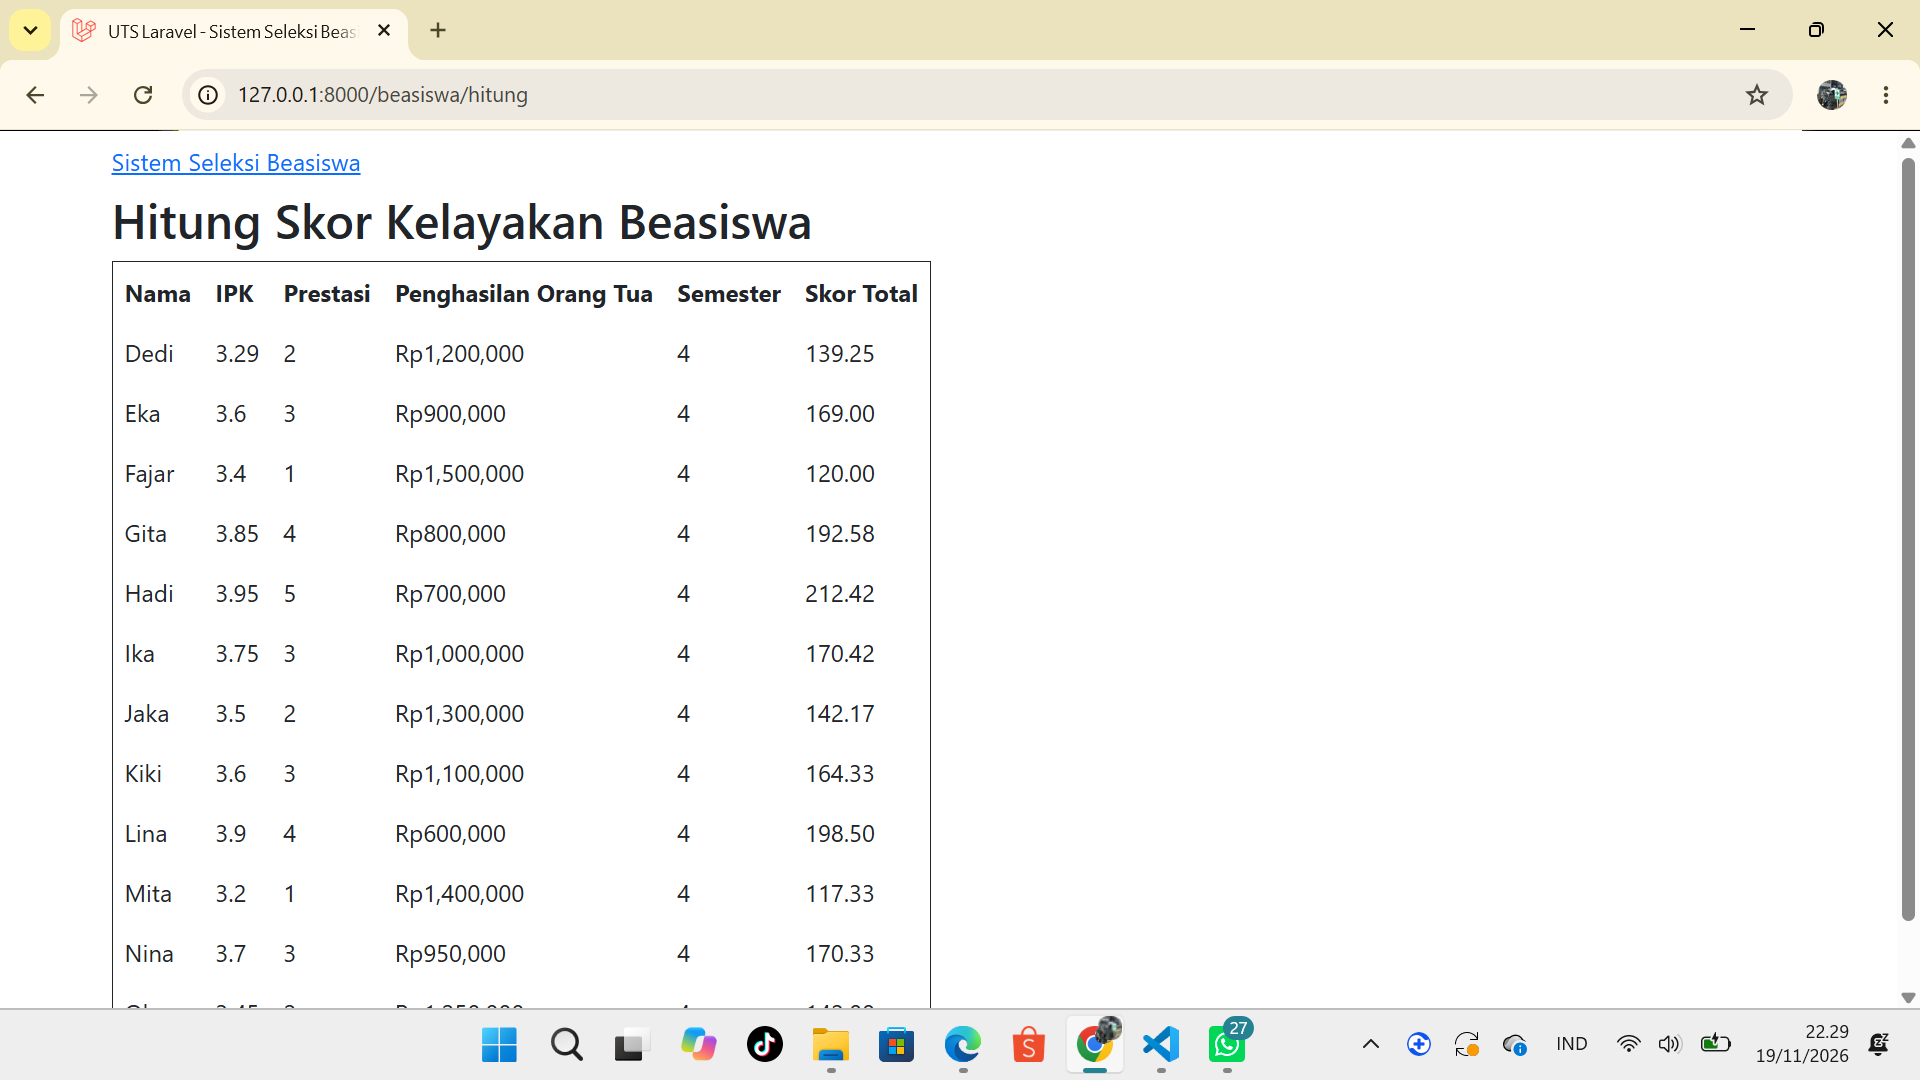 UTS Laravel - Sistem Seleksi Beas
127.0.0.1:8000/beasiswa/hitung
Sistem Seleksi Beasiswa
Hitung Skor Kelayakan Beasiswa
Nama IPK Prestasi Penghasilan Orang Tua Semester Skor Total
Dedi 3.29 2 Rp1,200,000 4 139.25
Eka 3.6 3 Rp900,000 4 169.00
Fajar 3.4 1 Rp1,500,000 4 120.00
Gita 3.85 4 Rp800,000 4 192.58
Hadi 3.95 5 Rp700,000 4 212.42
Ika 3.75 3 Rp1,000,000 4 170.42
Jaka 3.5 2 Rp1,300,000 4 142.17
Kiki 3.6 3 Rp1,100,000 4 164.33
Lina 3.9 4 Rp600,000 4 198.50
Mita 3.2 1 Rp1,400,000 4 117.33
Nina 3.7 3 Rp950,000 4 170.33
27
IND
22.29
19/11/2026